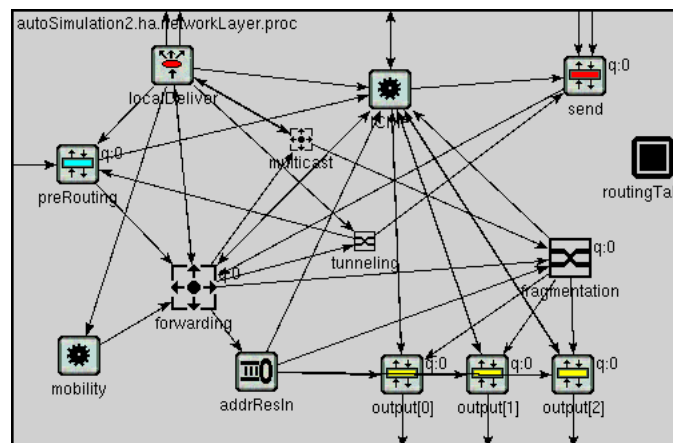 autoSimulation2.ha.networkLayer.proc
localDeliver
q:0
send
q:0
multicast
preRouting
routingTa
tunneling
q:0
q:0
forwarding
fragmentation
mobility
addrResIn
q:0
output[0]
q:0
output[1]
q:0
output[2]